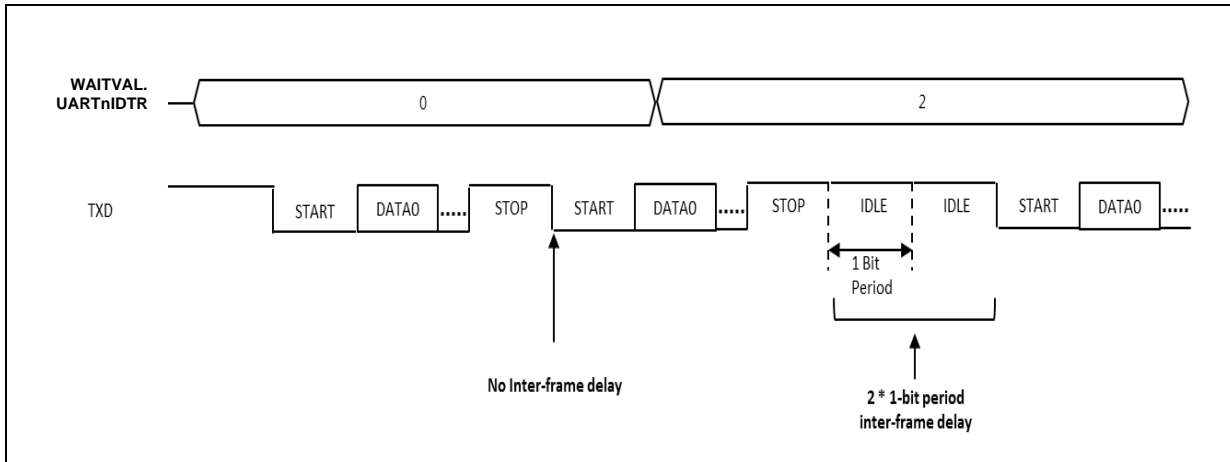 WAITVAL.
UARTnIDTR
0
2
TXD
START
DATA0
.....
STOP
START
DATA0
.....
STOP
IDLE
IDLE
START
DATA0
.....
1 Bit
Period
No Inter-frame delay
2 * 1-bit period
inter-frame delay